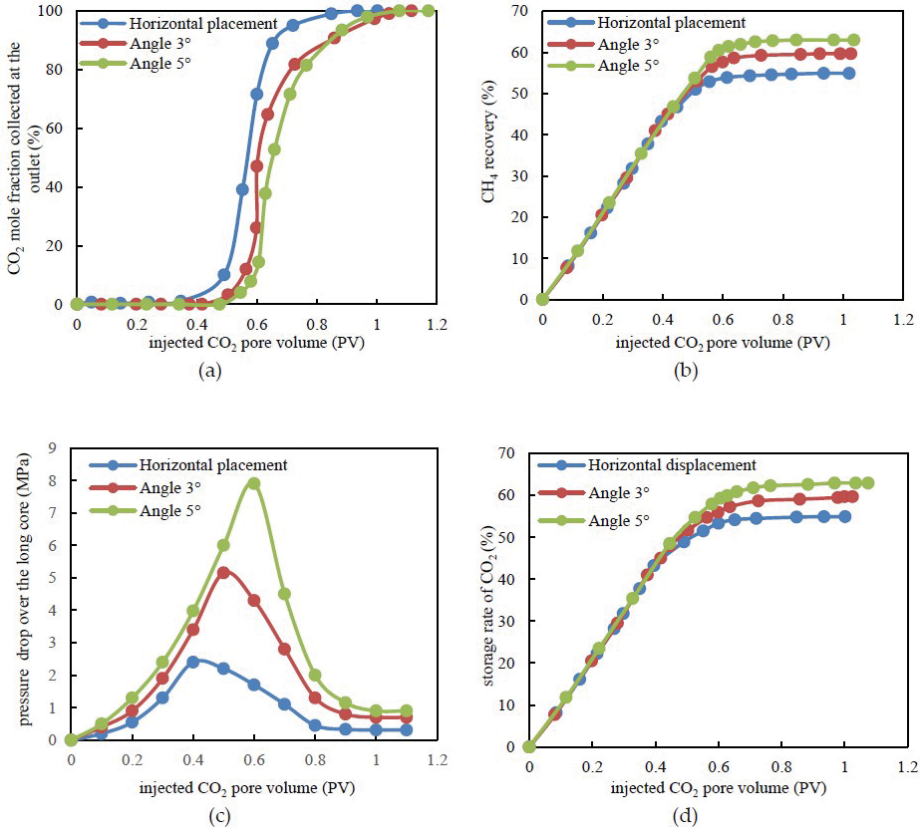 100
80
60
40
20
0
CO2 mole fraction collected at the
outlet (%)
Horizontal placement
Angle 3°
Angle 5°
0 0.2 0.4 0.6 0.8 1 1.2
injected CO2 pore volume (PV)
(a)
70
60
50
40
30
20
10
0
CH4 recovery (%)
Horizontal placement
Angle 3°
Angle 5°
0 0.2 0.4 0.6 0.8 1 1.2
injected CO2 pore volume (PV)
(b)
9
8
7
6
5
4
3
2
1
0
pressure drop over the long core (MPa)
Horizontal placement
Angle 3°
Angle 5°
0 0.2 0.4 0.6 0.8 1 1.2
injected CO2 pore volume (PV)
(c)
70
60
50
40
30
20
10
0
storage rate of CO2 (%)
Horizontal displacement
Angle 3°
Angle 5°
0 0.2 0.4 0.6 0.8 1 1.2
injected CO2 pore volume (PV)
(d)